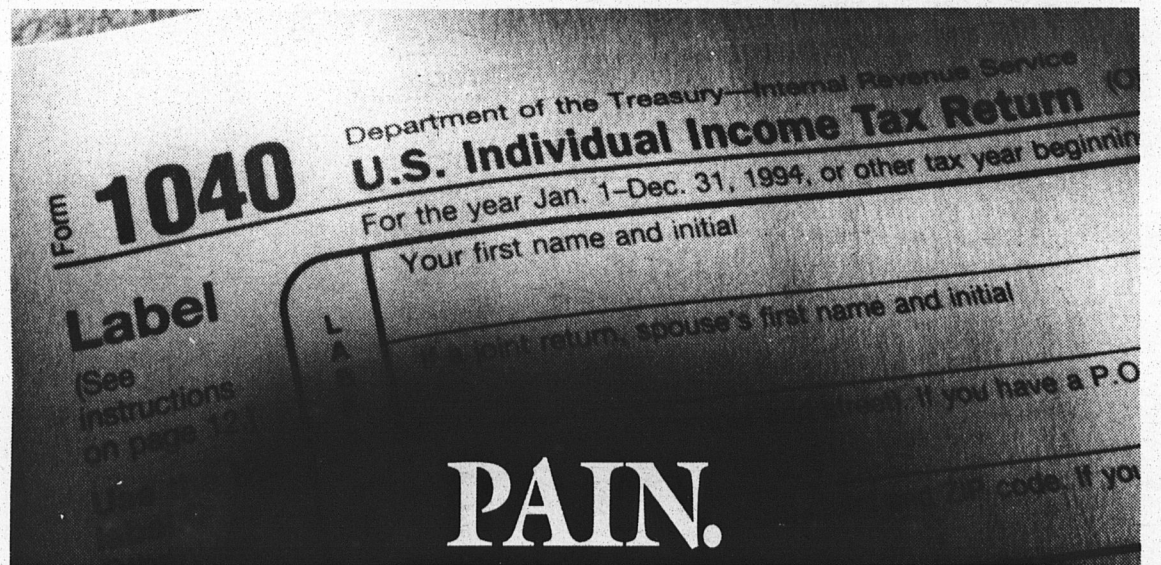 Form
1040
Department of the Treasury—Internal Revenue Service
U.S. Individual Income Tax Return
For the year Jan. 1–Dec. 31, 1994, or other tax year beginnin
Your first name and initial
Label
(See
instructions
on page 12.)
L
A
B
If a joint return, spouse's first name and initial
If you have a P.O
ZIP code. If you
PAIN.